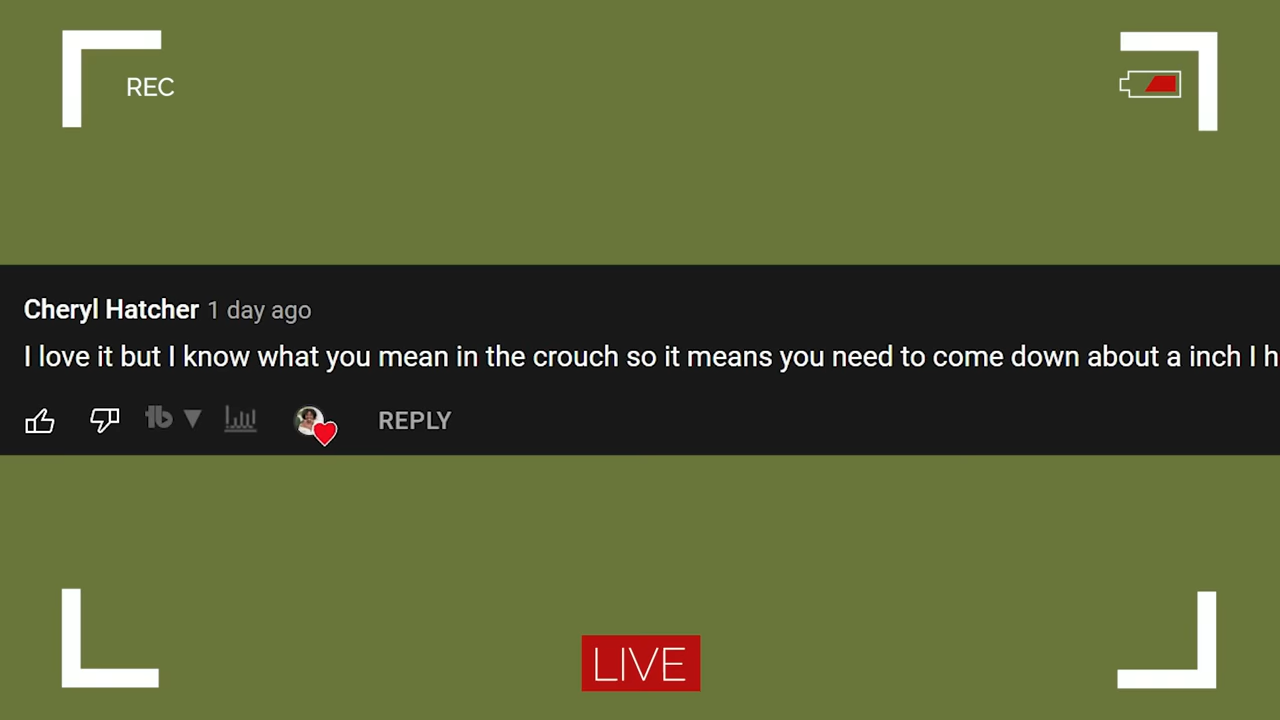 REC
Cheryl Hatcher 1 day ago
I love it but I know what you mean in the crouch so it means you need to come down about a inch I
REPLY
LIVE